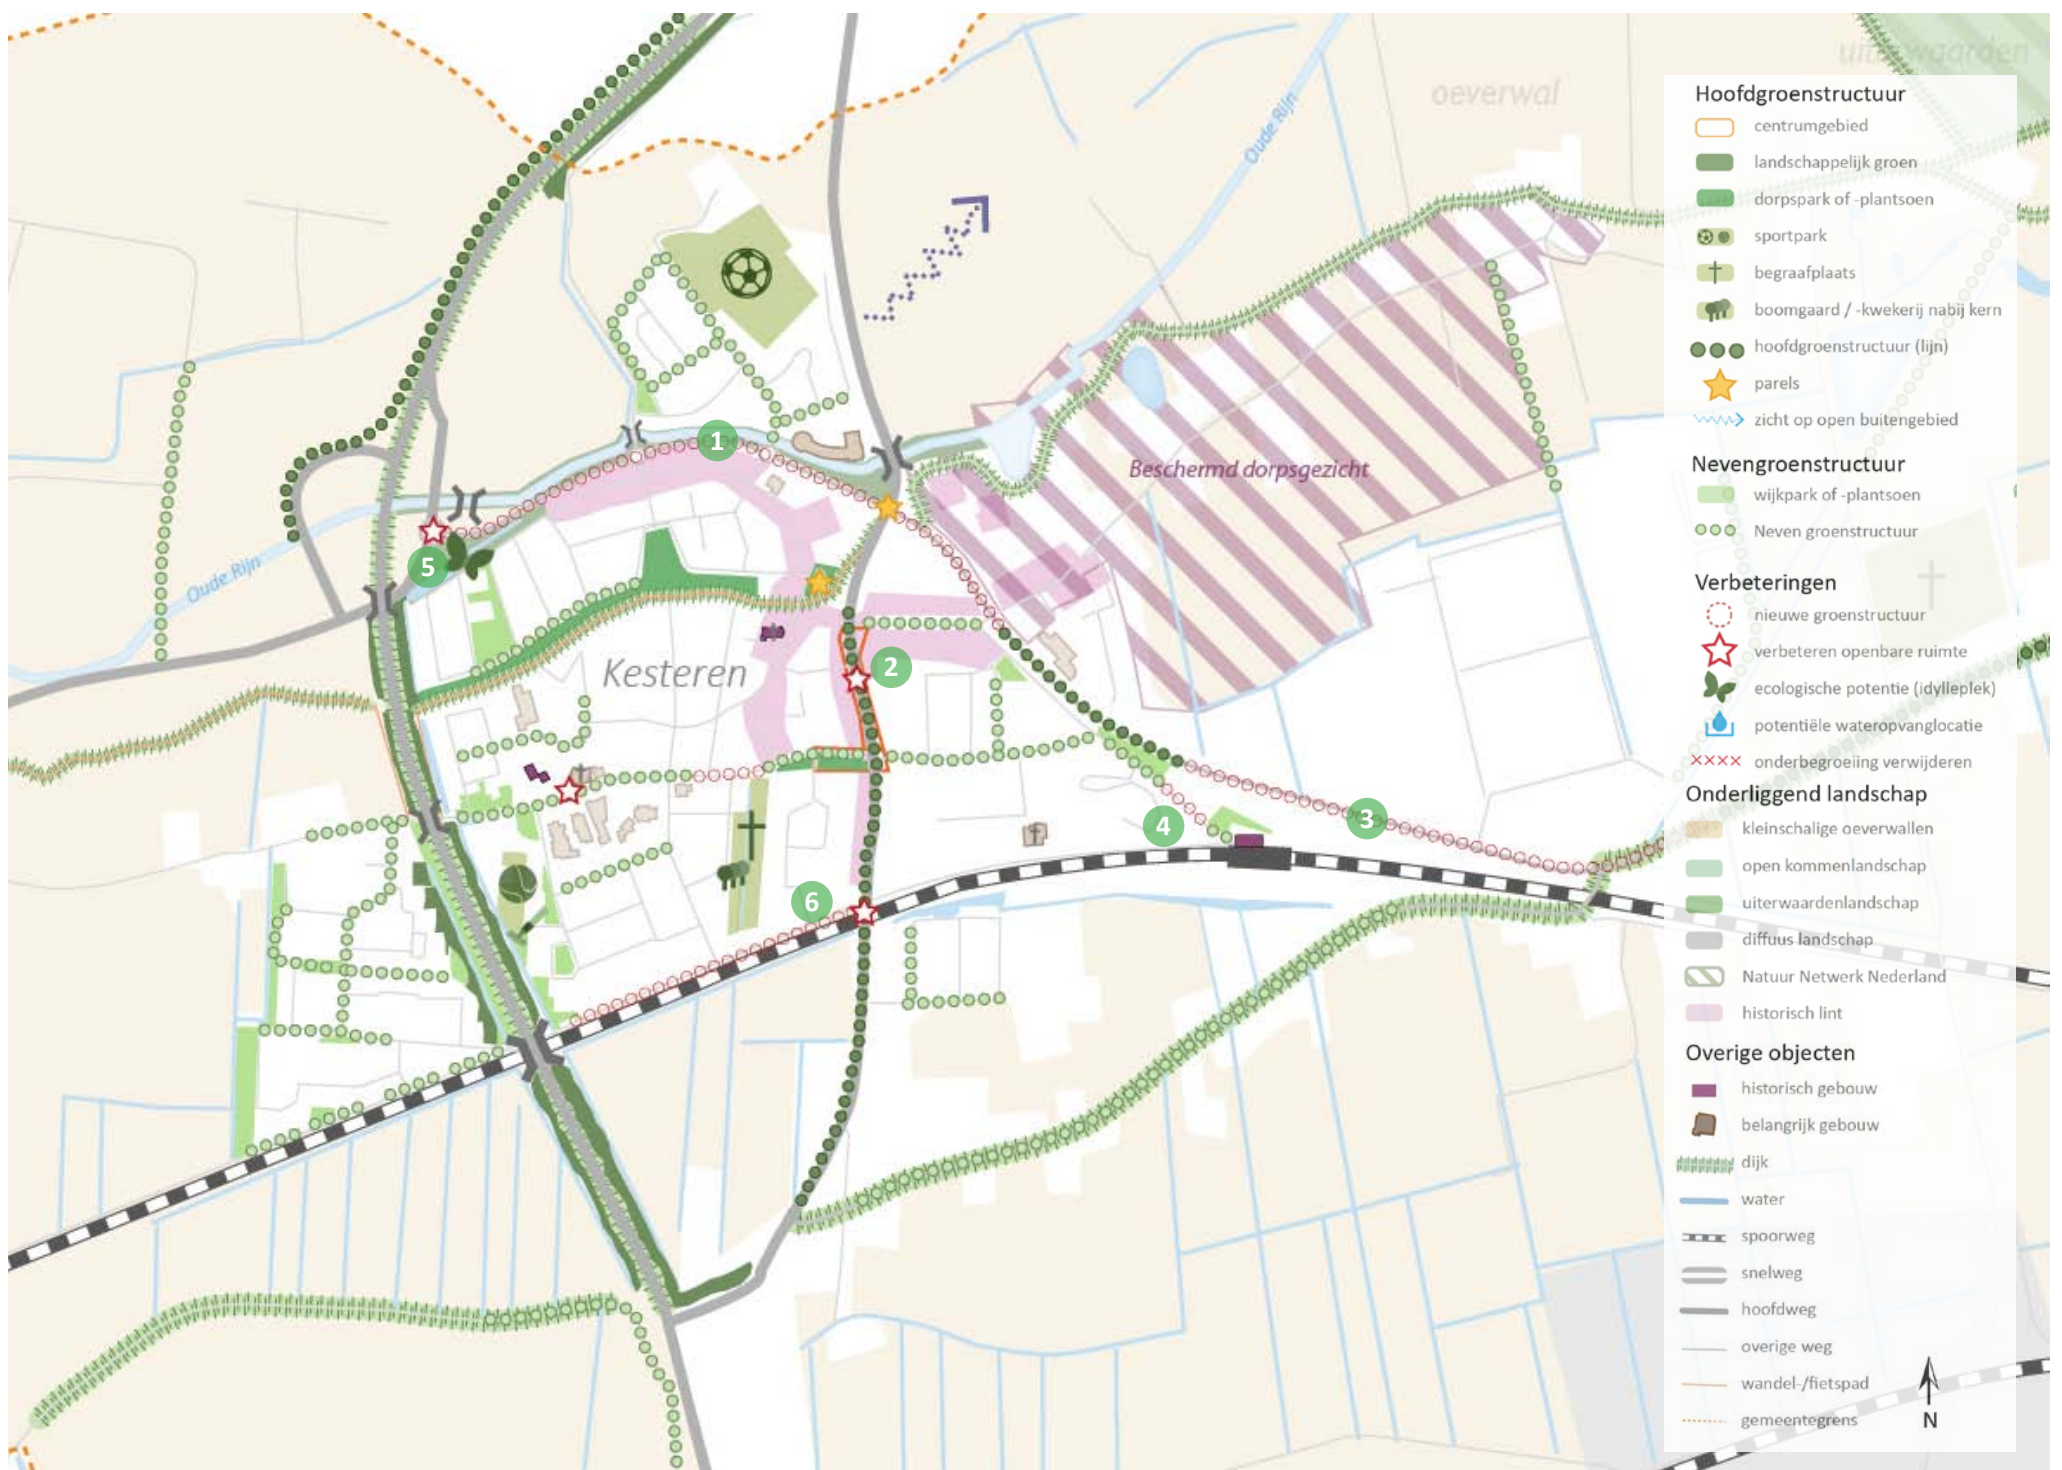 uiterwaarden
oeverwal
Oude Rijn
Beschermd dorpsgezicht
1
Oude Rijn
5
Kesteren
2
4
3
6
Hoofdgroenstructuur
centrumgebied
landschappelijk groen
dorpspark of -plantsoen
sportpark
begraafplaats
boomgaard / -kwekerij nabij kern
hoofdgroenstructuur (lijn)
parels
zicht op open buitengebied
Nevengroenstructuur
wijkpark of -plantsoen
Neven groenstructuur
Verbeteringen
nieuwe groenstructuur
verbeteren openbare ruimte
ecologische potentie (idylleplek)
potentiële wateropvanglocatie
onderbegroeiing verwijderen
Onderliggend landschap
kleinschalige oeverwallen
open kommenlandschap
uiterwaardenlandschap
diffuus landschap
Natuur Netwerk Nederland
historisch lint
Overige objecten
historisch gebouw
belangrijk gebouw
dijk
water
spoorweg
snelweg
hoofdweg
overige weg
wandel-/fietspad
gemeentegrens
N